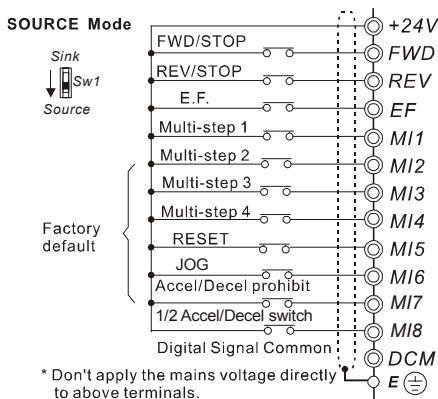 SOURCE Mode
Sink
Sw1
Source
+24V
FWD/STOP
FWD
REV/STOP
REV
E.F.
EF
Multi-step 1
MI1
Multi-step 2
MI2
Multi-step 3
MI3
Multi-step 4
MI4
Factory
default
RESET
MI5
JOG
MI6
Accel/Decel prohibit
MI7
1/2 Accel/Decel switch
MI8
Digital Signal Common
DCM
* Don't apply the mains voltage directly
to above terminals.
E